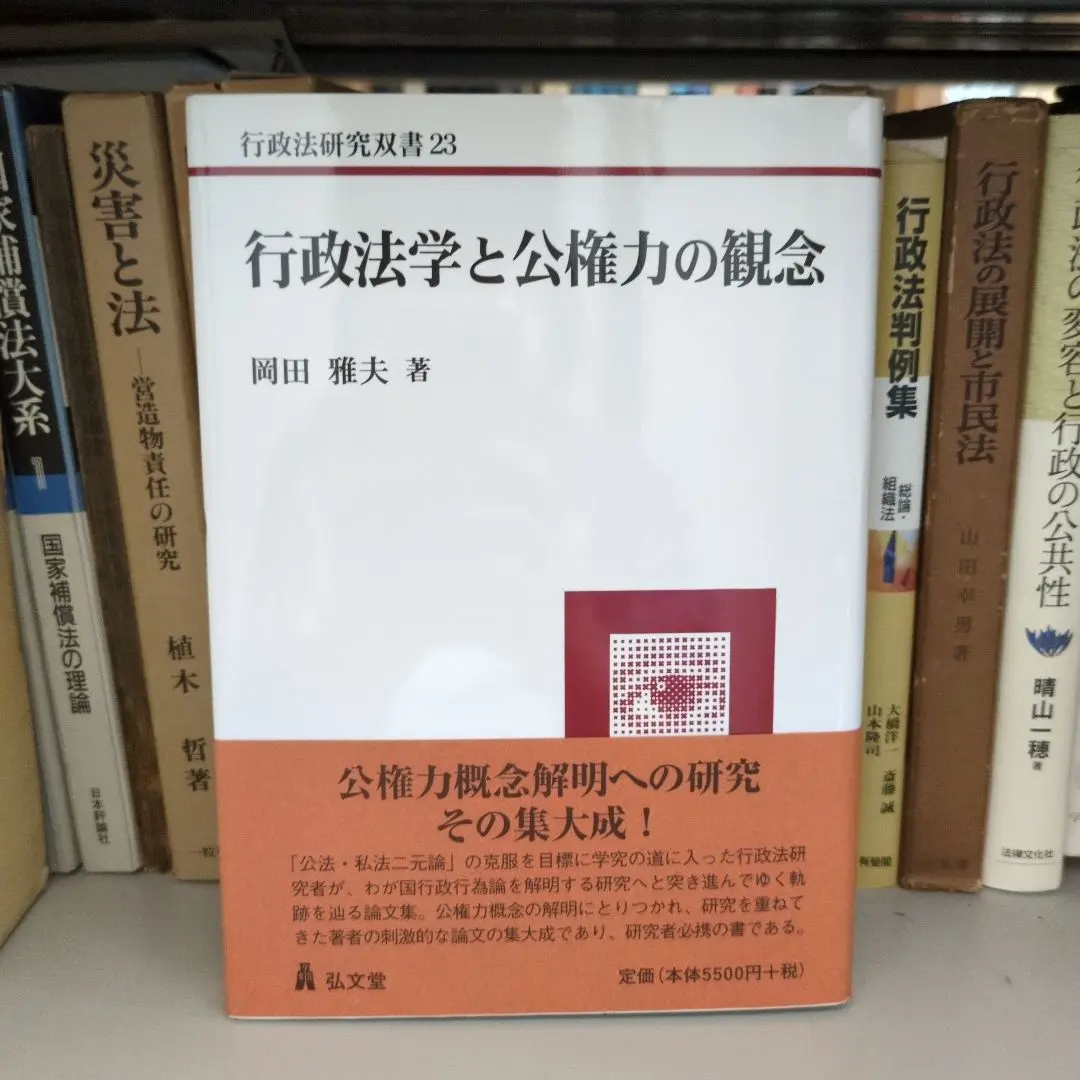 行政法研究双書23
行政法学と公権力の観念
岡田 雅夫 著
公権力概念解明への研究
その集大成！
「公法・私法二元論」の克服を目標に学究の道に入った行政法研
究者が、わが国行政行為論を解明する研究へと突き進んでゆく軌
跡を辿る論文集。公権力概念の解明にとりつかれ、研究を重ねて
きた著者の刺激的な論文の集大成であり、研究者必携の書である。
弘文堂
定価(本体5500円+税)
国家補償法大系
1
国家補償法の理論
日本評論社
災害と法
―営造物責任の研究
植木 哲著
行政法判例集
総論・
組織法
大橋洋一
斎藤 誠
山本隆司
有斐閣
行政法の展開と市民法
山田幸男著
行政法の変容と行政の公共性
晴山一穂 著
法律文化社